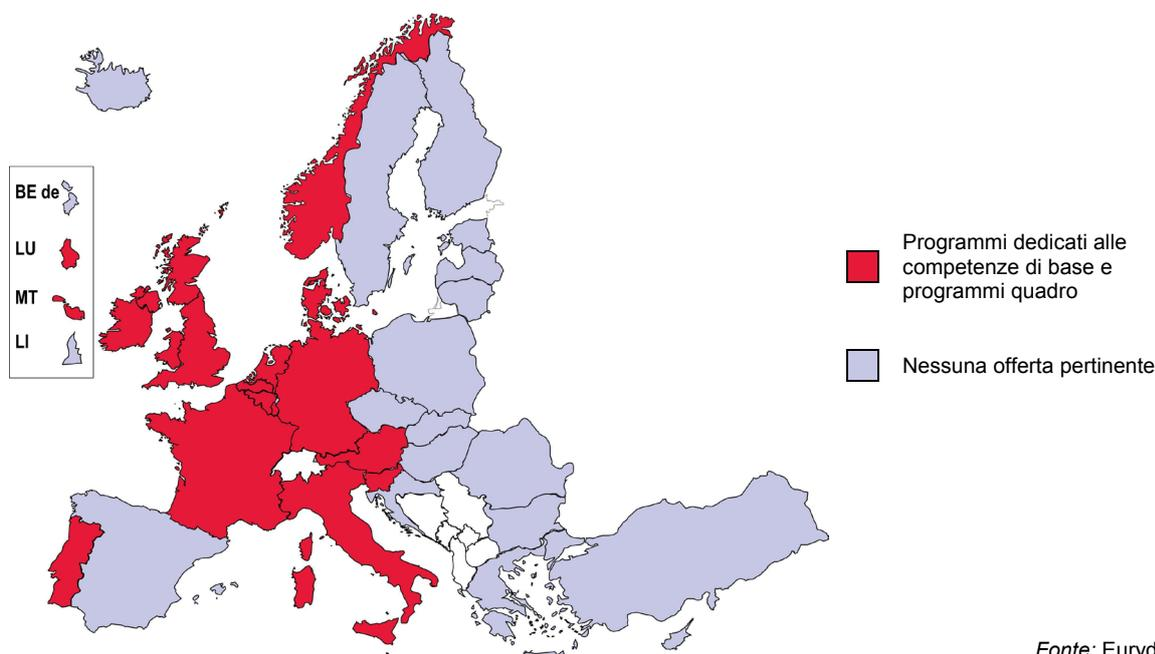 BE de
LU
MT
LI
Programmi dedicati alle
competenze di base e
programmi quadro
Nessuna offerta pertinente
Fonte: Euryd